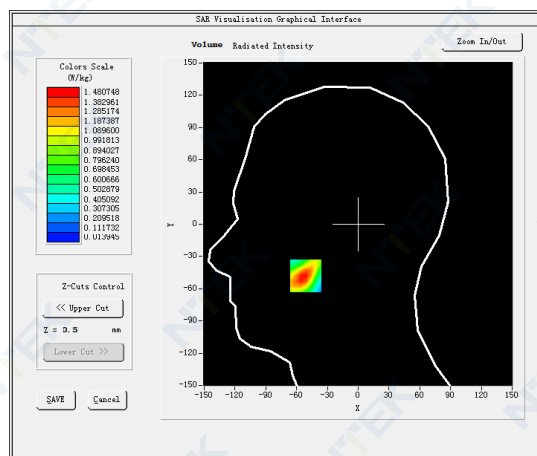 SAR Visualisation Graphical Interface
Volume Radiated Intensity
Zoom In/Out
Colors Scale
(W/kg)
1.480748
1.382961
1.285174
1.187387
1.089600
0.991813
0.894027
0.796240
0.698453
0.600666
0.502879
0.405092
0.307305
0.209518
0.111732
0.013945
Z-Cuts Control
<< Upper Cut
Z = 3.5 mm
Lower Cut >>
SAVE
Cancel
150
120
90
60
30
0
-30
-60
-90
-120
-150
Y
-150 -120 -90 -60 -30 0 30 60 90 120 150
X
NTEK